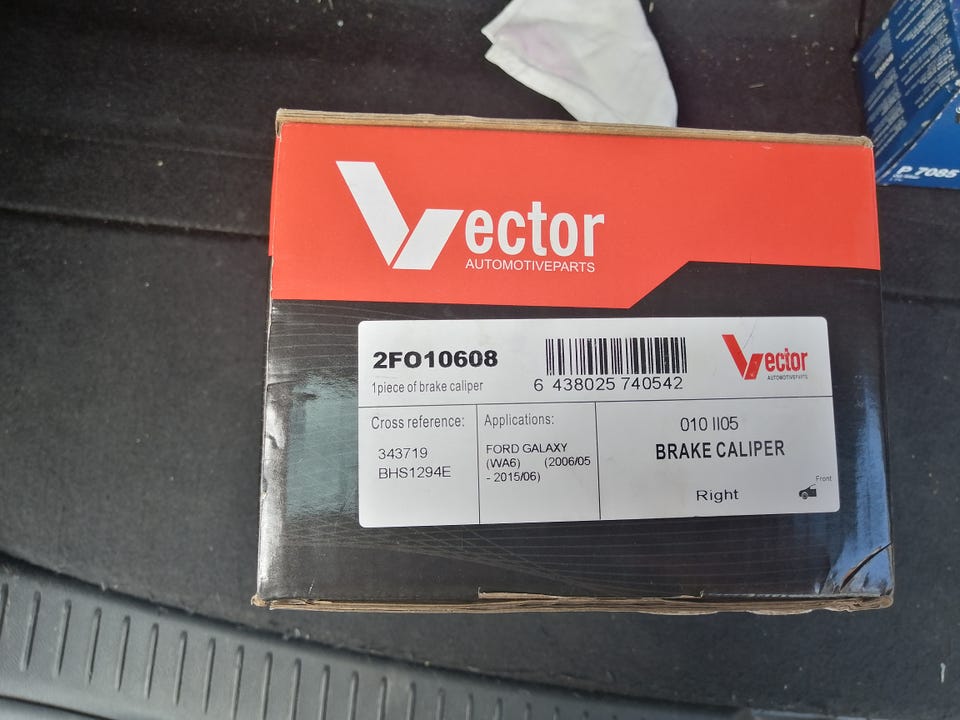 Vector
AUTOMOTIVEPARTS
2FO10608
1piece of brake caliper
6 438025 740542
Vector
AUTOMOTIVEPARTS
Cross reference:
343719
BHS1294E
Applications:
FORD GALAXY
(WA6) (2006/05
- 2015/06)
010 II05
BRAKE CALIPER
Right
Front
P 7085